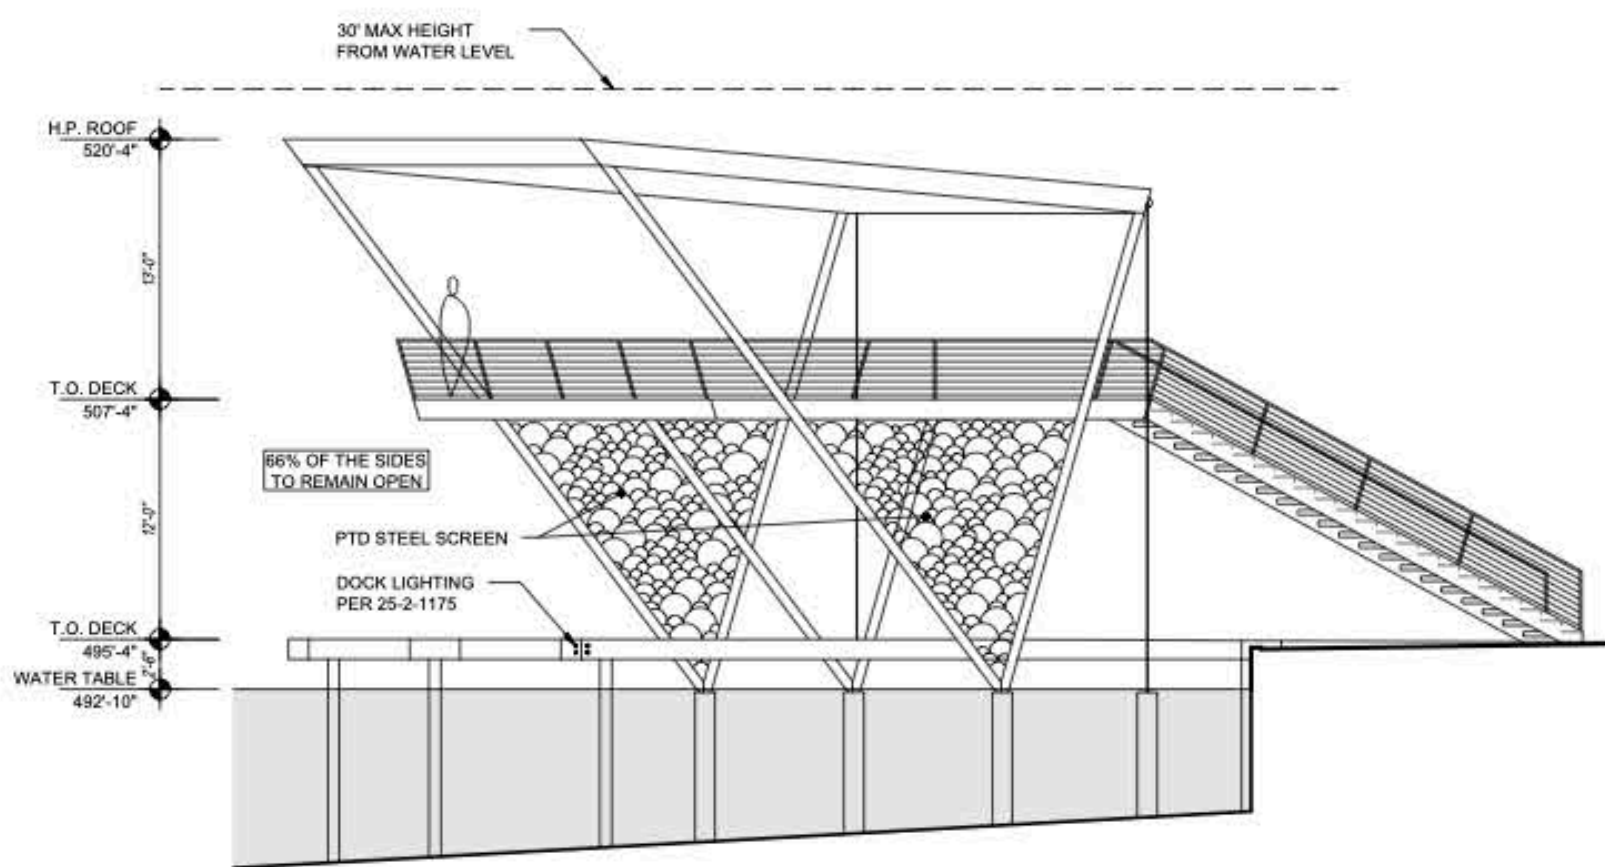 30' MAX HEIGHT
FROM WATER LEVEL
H.P. ROOF
520'-4"
13'-0"
T.O. DECK
507'-4"
66% OF THE SIDES
TO REMAIN OPEN
12'-0"
PTD STEEL SCREEN
DOCK LIGHTING
PER 25-2-1175
T.O. DECK
495'-4"
2'-6"
WATER TABLE
492'-10"